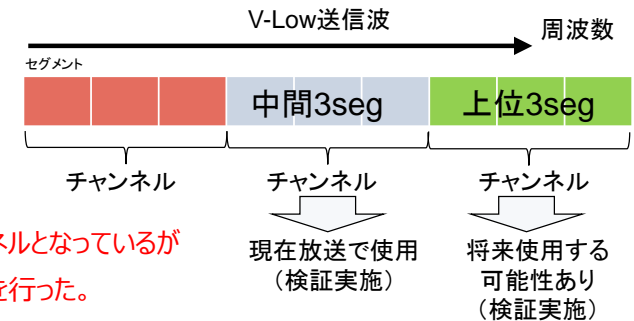 V-Low送信波
周波数
セグメント
中間3seg
上位3seg
チャンネル
チャンネル
チャンネル
ネルとなっているが
を行った。
現在放送で使用
（検証実施）
将来使用する
可能性あり
（検証実施）